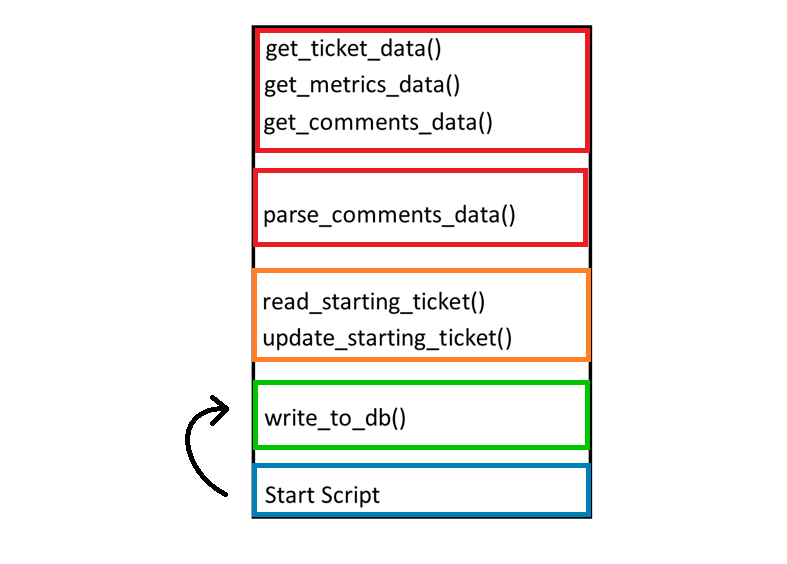 get_ticket_data()
get_metrics_data()
get_comments_data()
parse_comments_data()
read_starting_ticket()
update_starting_ticket()
write_to_db()
Start Script